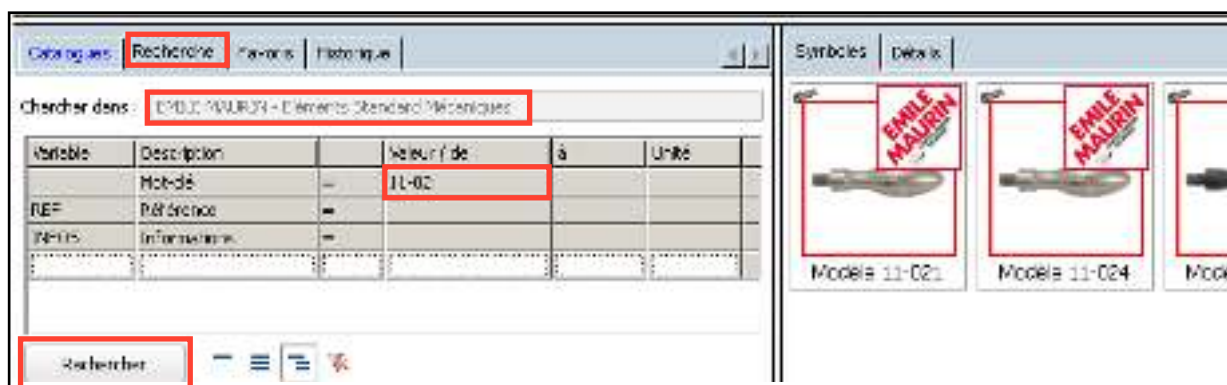 Catalogues Recherche Favoris Historique
Chercher dans EMILE MAURIN - Eléments Standard Mécaniques
Variable Description Valeur / de à Unité
Mot-clé = 11-02
REF Référence =
INFOS Informations =
Rechercher
Symboles Détails
EMILE MAURIN
EMILE MAURIN
Modèle 11-021 Modèle 11-024